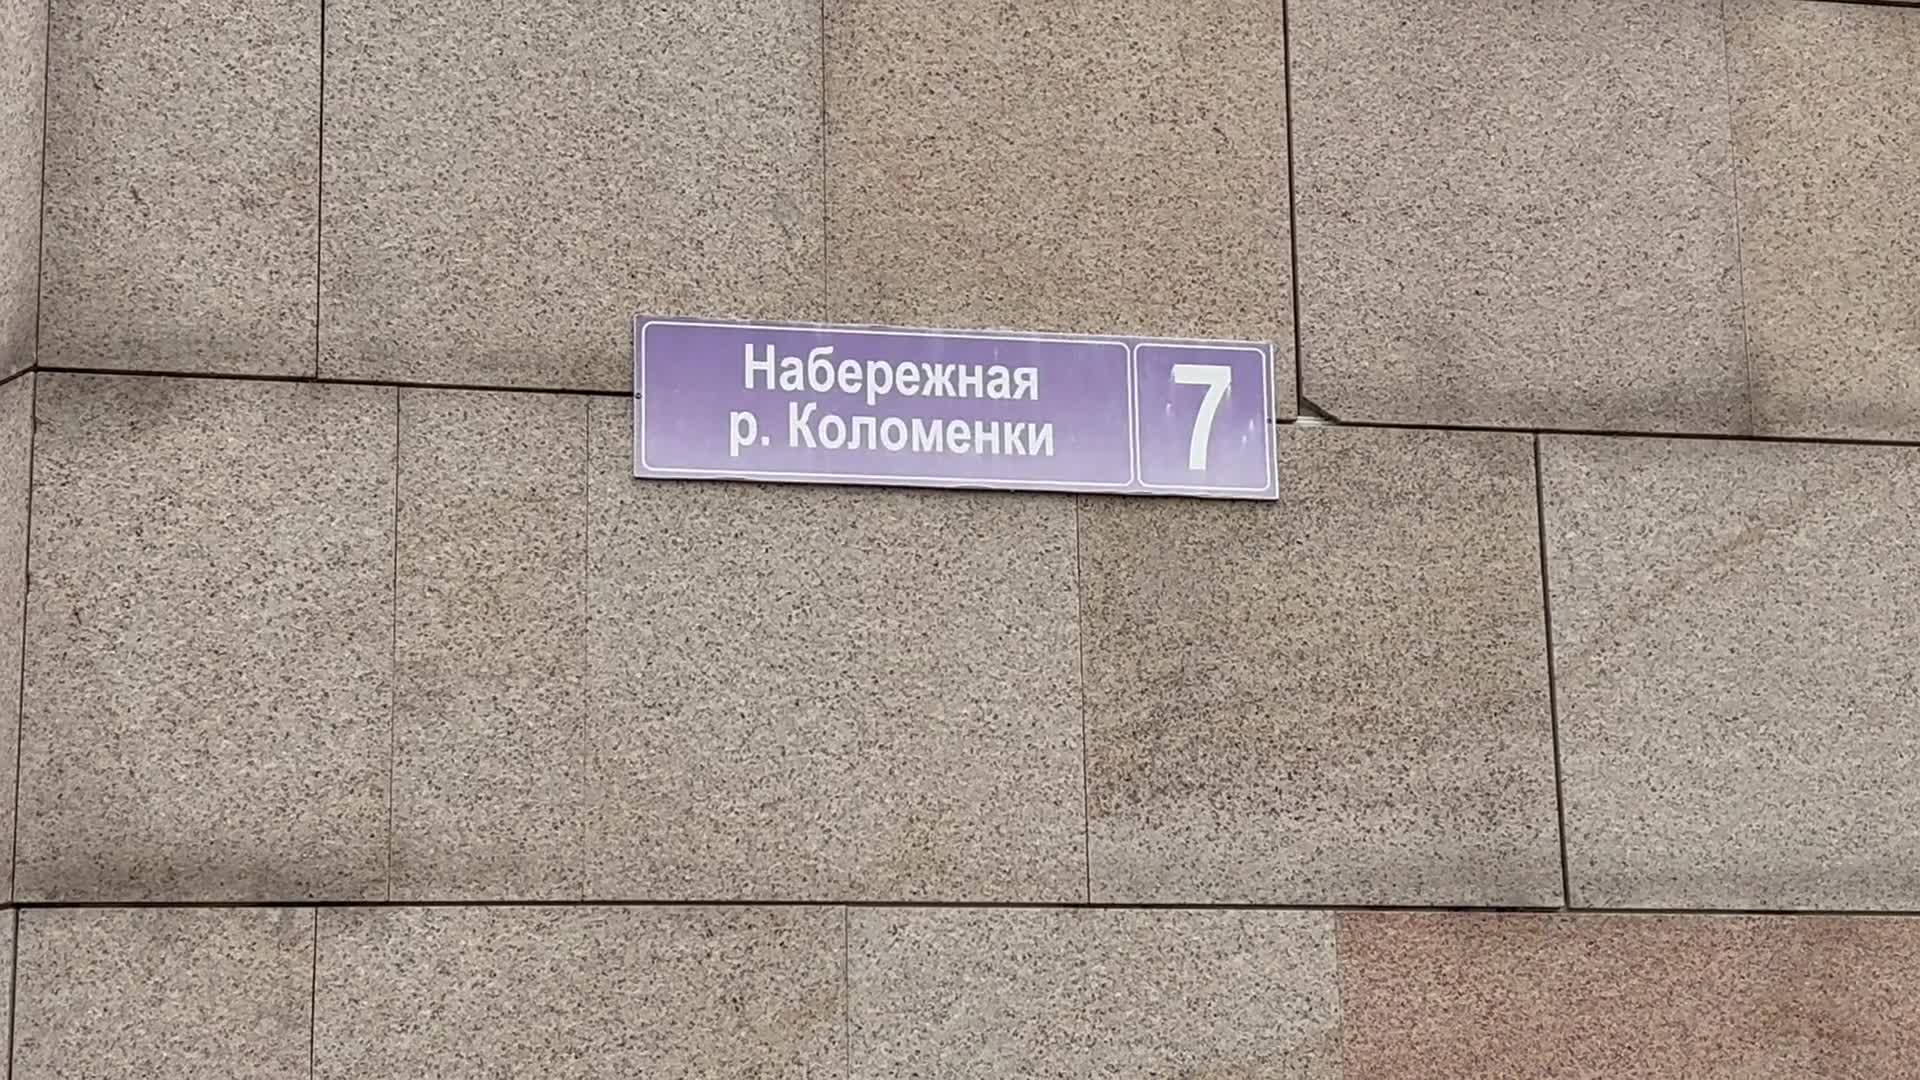 Набережная
р. Коломенки
7